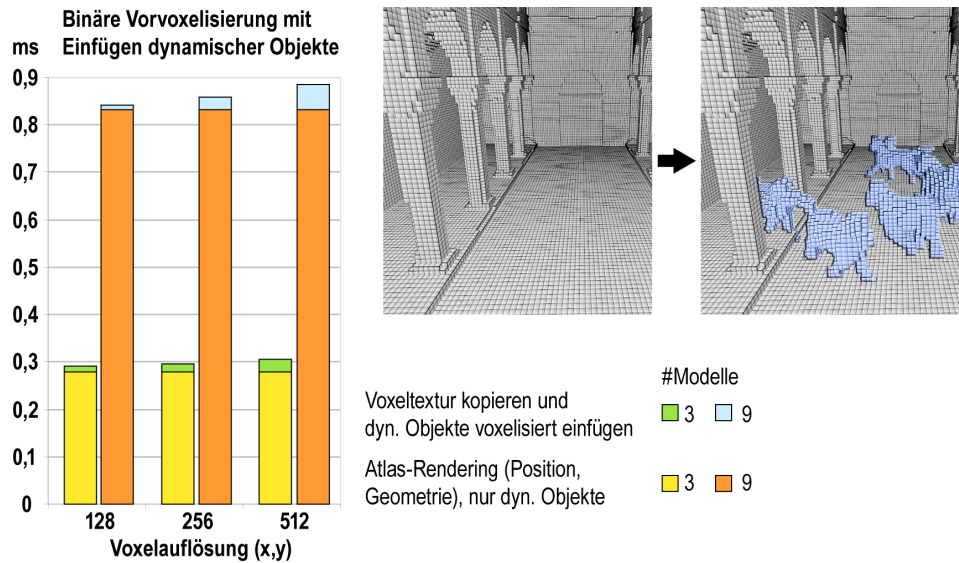 Binäre Vorvoxelisierung mit
Einfügen dynamischer Objekte
ms
0,9
0,8
0,7
0,6
0,5
0,4
0,3
0,2
0,1
0
128 256 512
Voxelauflösung (x,y)
#Modelle
Voxeltextur kopieren und
dyn. Objekte voxelisiert einfügen
3 9
Atlas-Rendering (Position,
Geometrie), nur dyn. Objekte
3 9